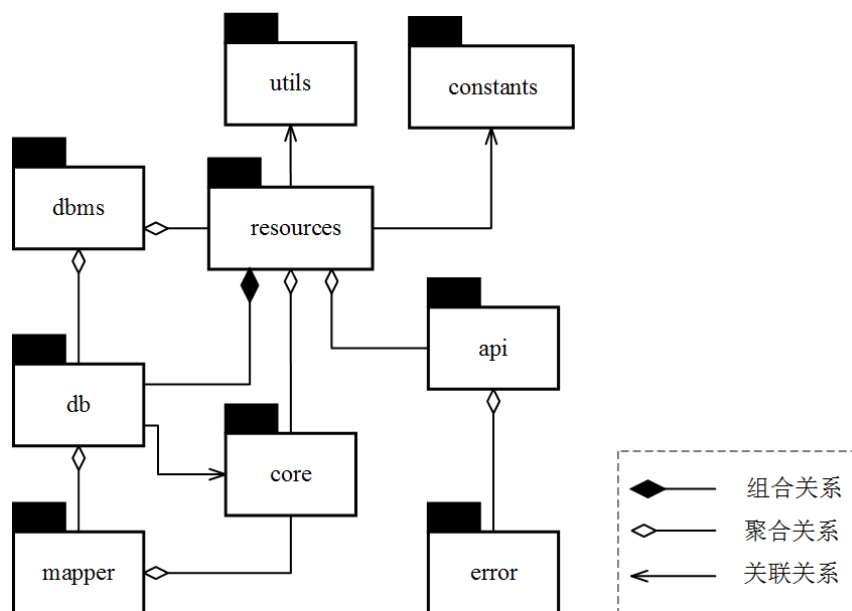 utils
constants
dbms
resources
api
db
core
mapper
error
组合关系
聚合关系
关联关系